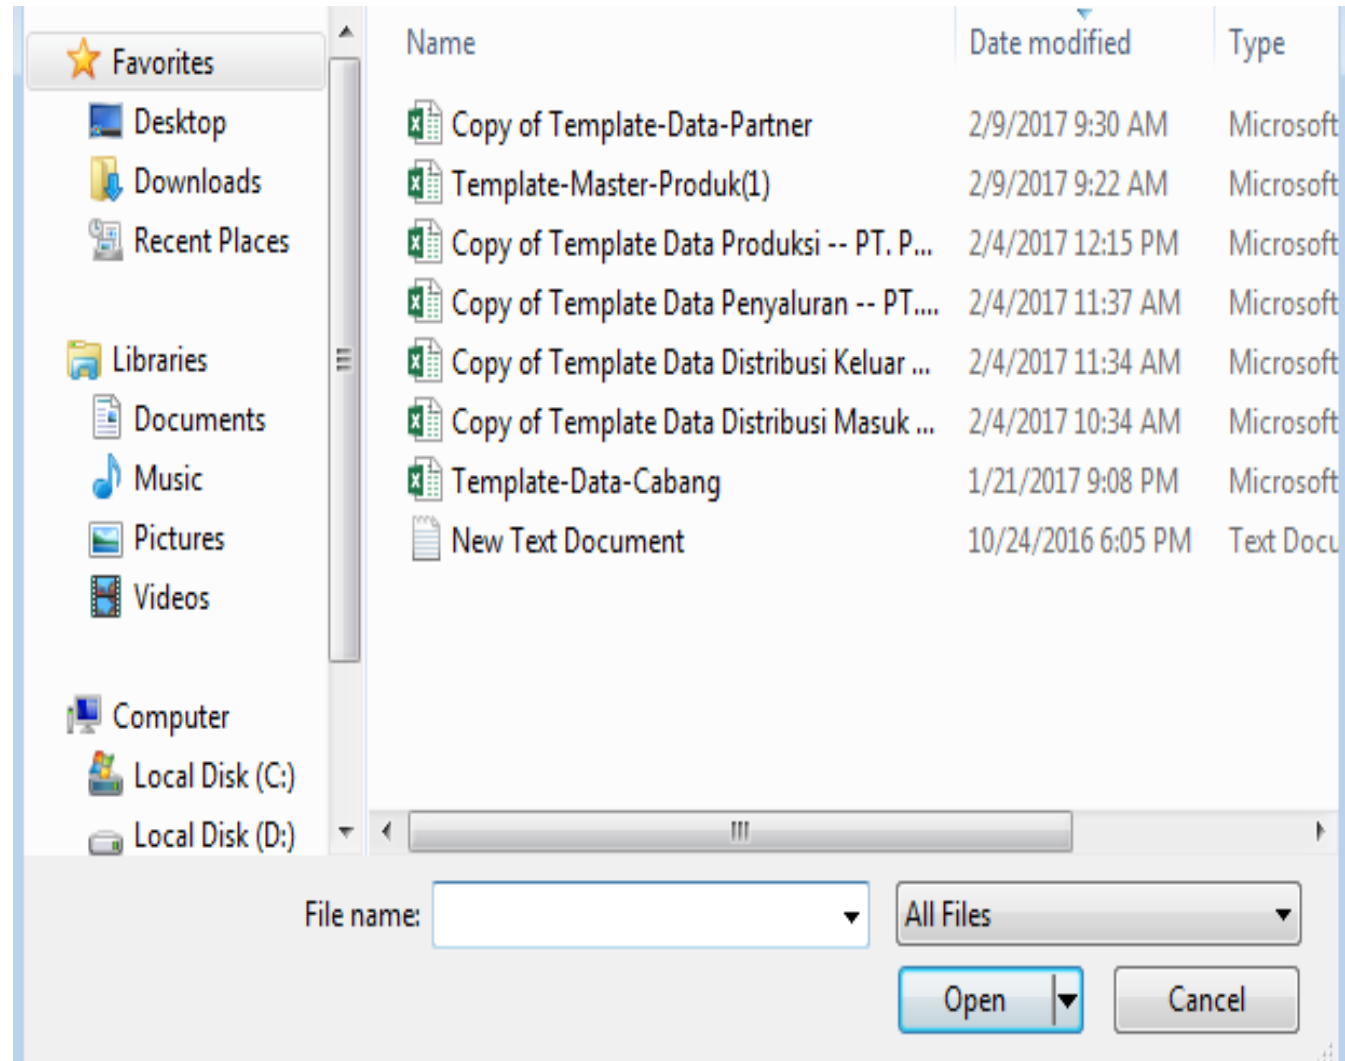 Favorites
Desktop
Downloads
Recent Places
Libraries
Documents
Music
Pictures
Videos
Computer
Local Disk (C:)
Local Disk (D:)
Name Date modified Type
Copy of Template-Data-Partner 2/9/2017 9:30 AM Microsoft
Template-Master-Produk(1) 2/9/2017 9:22 AM Microsoft
Copy of Template Data Produksi -- PT. P... 2/4/2017 12:15 PM Microsoft
Copy of Template Data Penyaluran -- PT.... 2/4/2017 11:37 AM Microsoft
Copy of Template Data Distribusi Keluar ... 2/4/2017 11:34 AM Microsoft
Copy of Template Data Distribusi Masuk ... 2/4/2017 10:34 AM Microsoft
Template-Data-Cabang 1/21/2017 9:08 PM Microsoft
New Text Document 10/24/2016 6:05 PM Text Docu
File name: All Files
Open Cancel